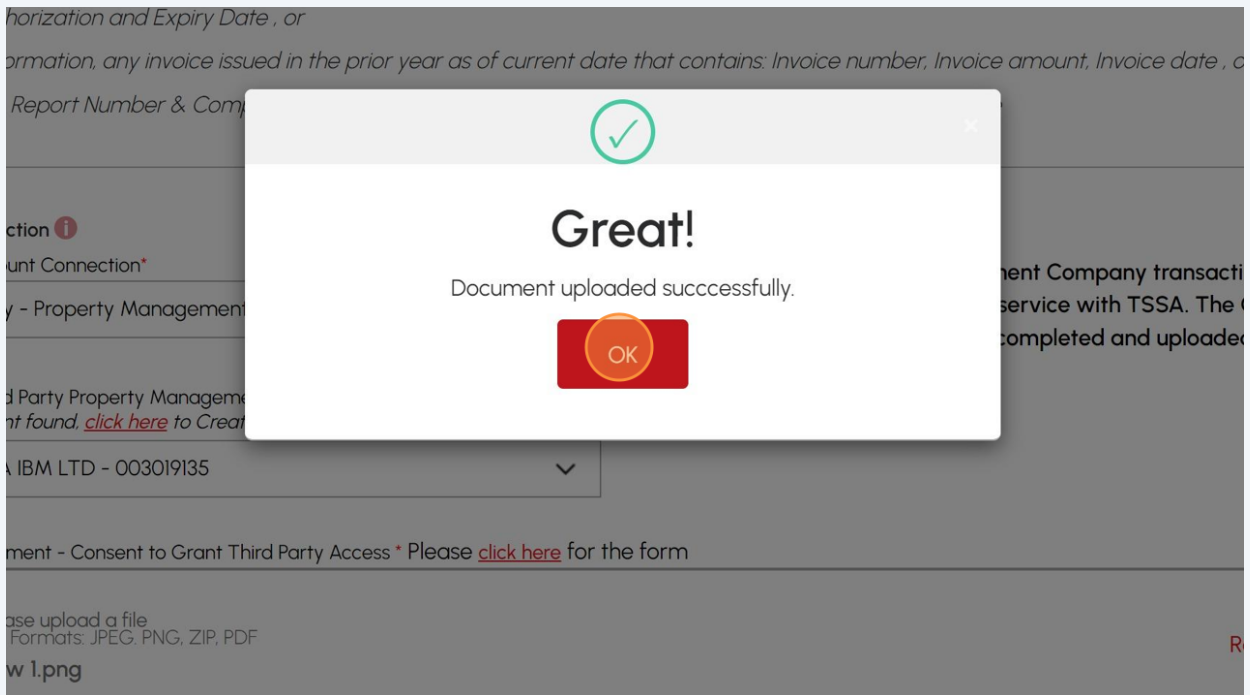 horization and Expiry Date , or
ormation, any invoice issued in the prior year as of current date that contains: Invoice number, Invoice amount, Invoice date , o
Report Number & Comp
Great!
Document uploaded succcessfully.
OK
ction i
unt Connection*
y - Property Management
nent Company transacti
service with TSSA. The
completed and uploaded
d Party Property Manageme
nt found, click here to Creat
A IBM LTD - 003019135
ment - Consent to Grant Third Party Access * Please click here for the form
ase upload a file
Formats: JPEG. PNG, ZIP, PDF
Re
w 1.png